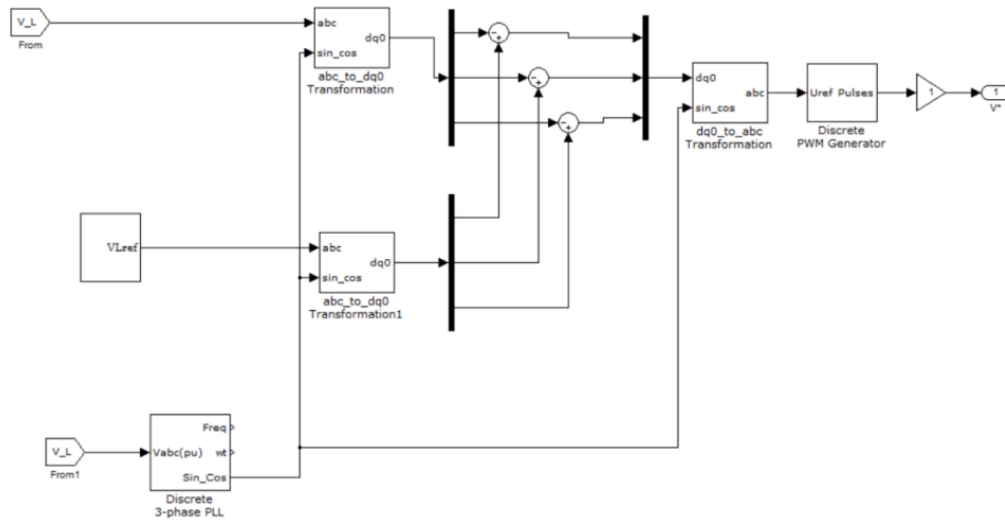 V_L
From
abc
sin_cos
dq0
abc_to_dq0
Transformation
-
+
-
+
-
+
dq0
sin_cos
abc
dq0_to_abc
Transformation
Uref Pulses
Discrete
PWM Generator
1
1
V*
VLref
abc
sin_cos
dq0
abc_to_dq0
Transformation1
V_L
From1
Vabc(pu)
Freq
wt
Sin_Cos
Discrete
3-phase PLL